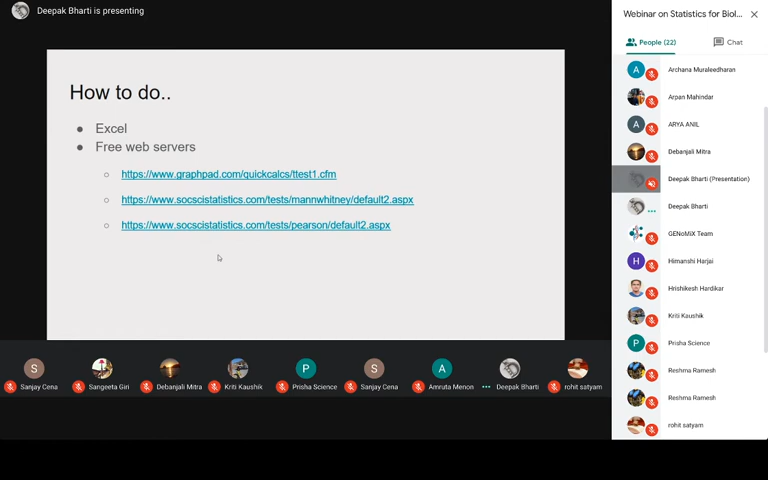 Deepak Bharti is presenting
How to do..
Excel
Free web servers
https://www.graphpad.com/quickcalcs/ttest1.cfm
https://www.socscistatistics.com/tests/mannwhitney/default2.aspx
https://www.socscistatistics.com/tests/pearson/default2.aspx
S
Sanjay Cena
Sangeeta Giri
Debanjali Mitra
Kriti Kaushik
P
Prisha Science
S
Sanjay Cena
A
Amruta Menon
Deepak Bharti
rohit satyam
Webinar on Statistics for Biol...
People (22)
Chat
A
Archana Muraleedharan
Arpan Mahindar
A
ARYA ANIL
Debanjali Mitra
Deepak Bharti (Presentation)
Deepak Bharti
GENoMiX Team
H
Himanshi Harjai
Hrishikesh Hardikar
Kriti Kaushik
P
Prisha Science
Reshma Ramesh
Reshma Ramesh
rohit satyam